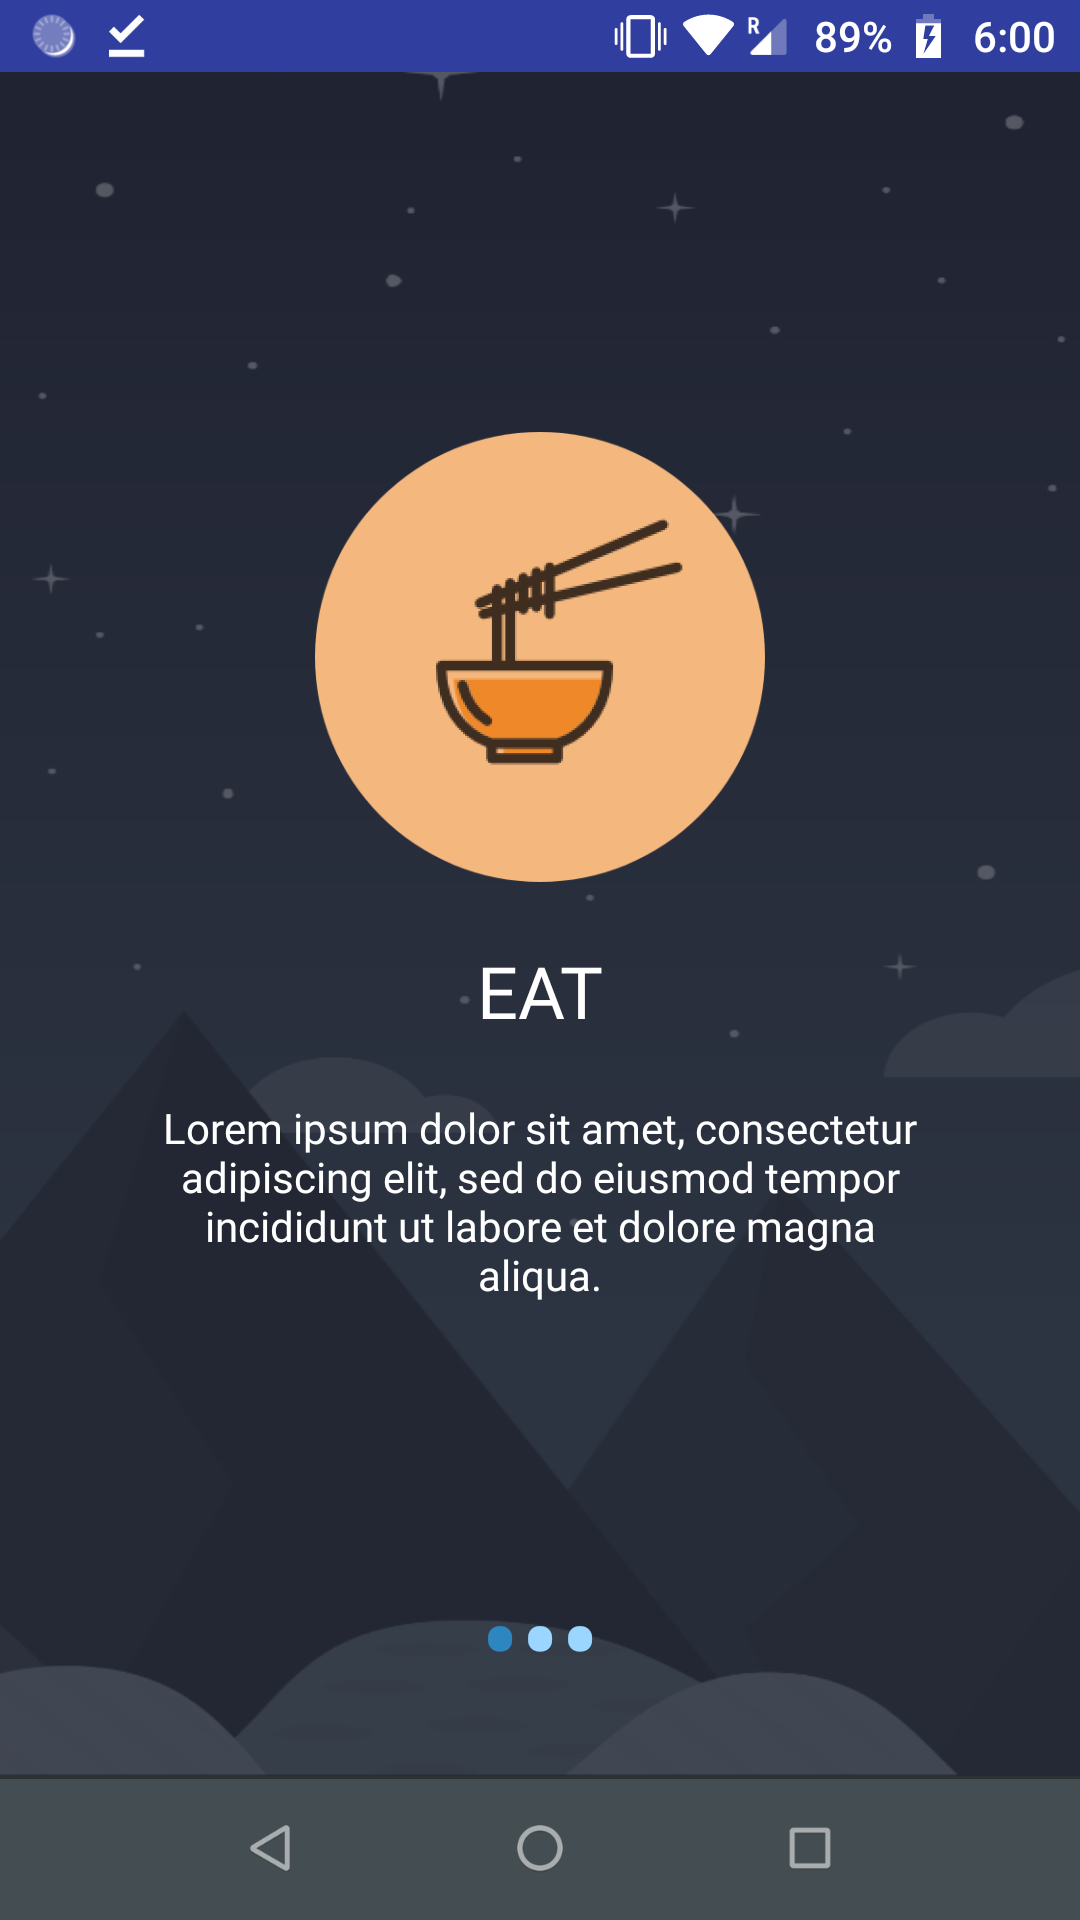 R 89% 6:00
EAT
Lorem ipsum dolor sit amet, consectetur
adipiscing elit, sed do eiusmod tempor
incididunt ut labore et dolore magna
aliqua.